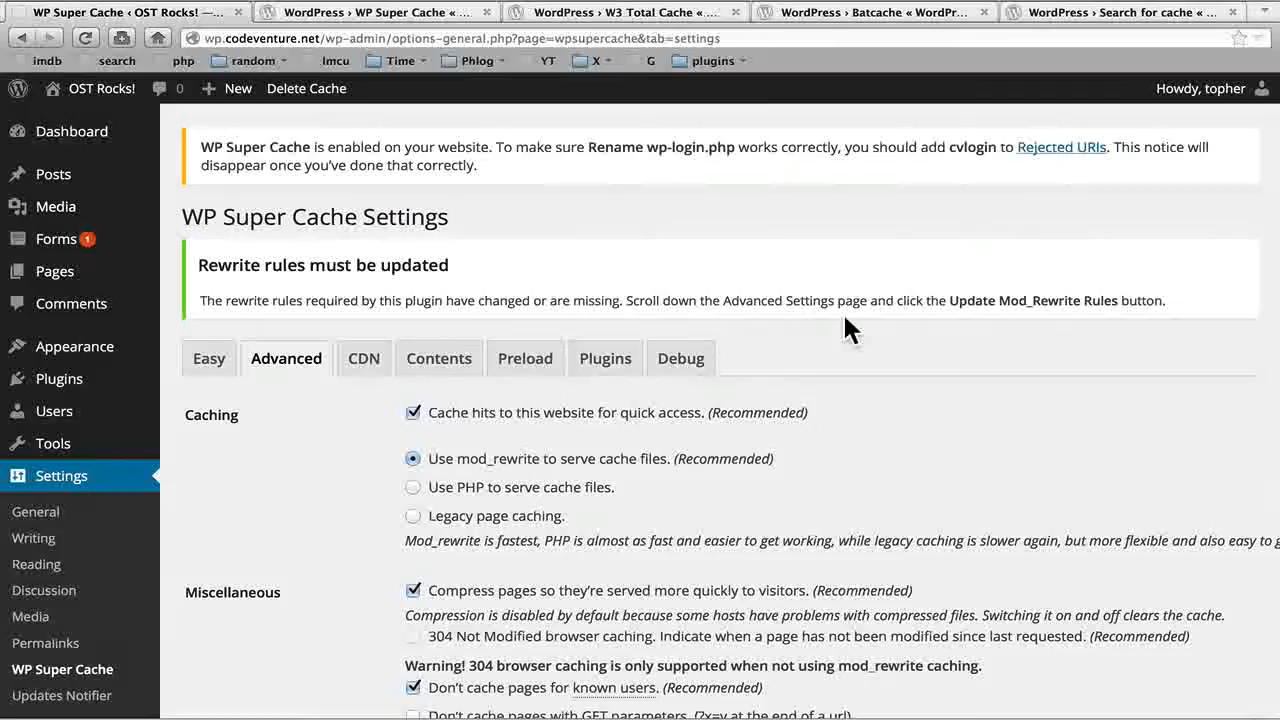 WP Super Cache ‹ OST Rocks! —...
WordPress › WP Super Cache « ...
WordPress › W3 Total Cache « ...
WordPress › Batcache « WordPr...
WordPress › Search for cache « ...
wp.codeventure.net/wp-admin/options-general.php?page=wpsupercache&tab=settings
imdb
search
php
random
lmcu
Time
Phlog
YT
X
G
plugins
OST Rocks!
0
New
Delete Cache
Howdy, topher
Dashboard
Posts
Media
Forms 1
Pages
Comments
Appearance
Plugins
Users
Tools
Settings
General
Writing
Reading
Discussion
Media
Permalinks
WP Super Cache
Updates Notifier
WP Super Cache is enabled on your website. To make sure Rename wp-login.php works correctly, you should add cvlogin to Rejected URIs. This notice will
disappear once you've done that correctly.
WP Super Cache Settings
Rewrite rules must be updated
The rewrite rules required by this plugin have changed or are missing. Scroll down the Advanced Settings page and click the Update Mod_Rewrite Rules button.
Easy
Advanced
CDN
Contents
Preload
Plugins
Debug
Caching
Cache hits to this website for quick access. (Recommended)
Use mod_rewrite to serve cache files. (Recommended)
Use PHP to serve cache files.
Legacy page caching.
Mod_rewrite is fastest, PHP is almost as fast and easier to get working, while legacy caching is slower again, but more flexible and also easy to
Miscellaneous
Compress pages so they're served more quickly to visitors. (Recommended)
Compression is disabled by default because some hosts have problems with compressed files. Switching it on and off clears the cache.
304 Not Modified browser caching. Indicate when a page has not been modified since last requested. (Recommended)
Warning! 304 browser caching is only supported when not using mod_rewrite caching.
Don't cache pages for known users. (Recommended)
Don't cache pages with GET parameters. (?x=y at the end of a url)